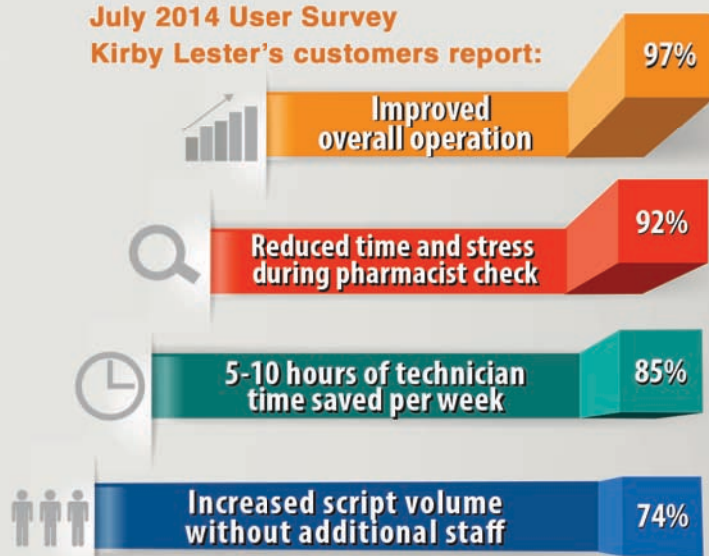 July 2014 User Survey
Kirby Lester’s customers report:
97%
Improved
overall operation
92%
Reduced time and stress
during pharmacist check
85%
5-10 hours of technician
time saved per week
74%
Increased script volume
without additional staff